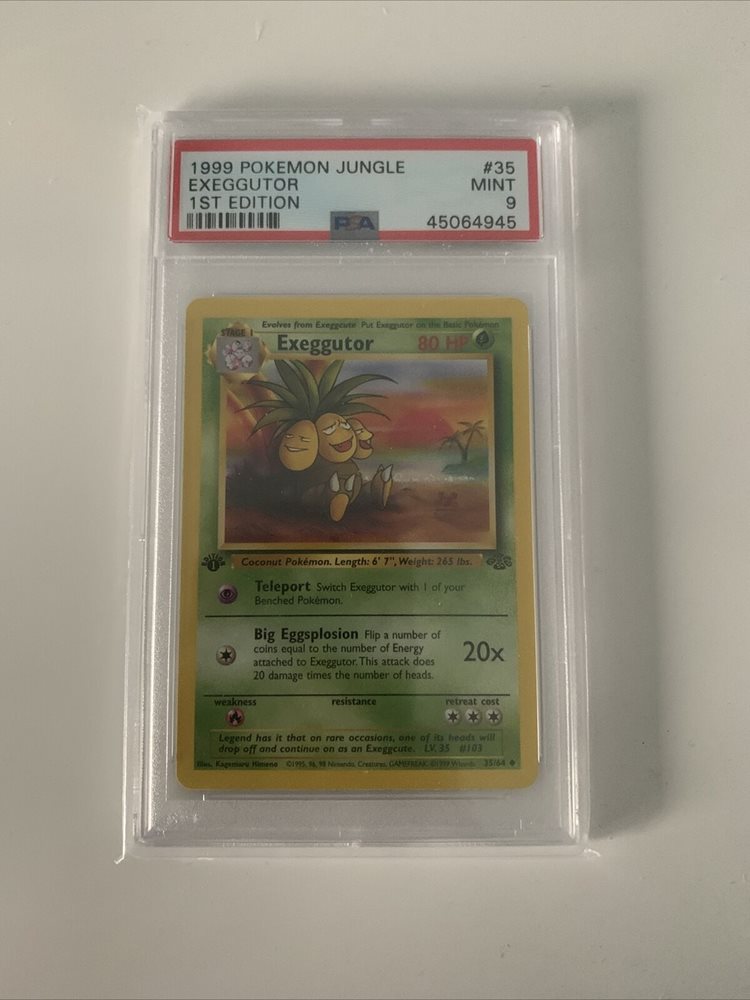 1999 POKEMON JUNGLE #35
EXEGGUTOR MINT
1ST EDITION 9
PSA 45064945
Evolves from Exeggcute Put Exeggutor on the Basic Pokémon
STAGE 1
Exeggutor 80 HP
EDITION 1
Coconut Pokémon. Length: 6' 7", Weight: 265 lbs.
Teleport Switch Exeggutor with 1 of your
Benched Pokémon.
Big Eggsplosion Flip a number of
coins equal to the number of Energy
attached to Exeggutor. This attack does
20 damage times the number of heads.
20x
weakness resistance retreat cost
Legend has it that on rare occasions, one of its heads will
drop off and continue on as an Exeggcute. LV. 35 #103
Illus. Kagemaru Himeno ©1995, 96, 98 Nintendo, Creatures, GAMEFREAK. ©1999 Wizards. 35/64